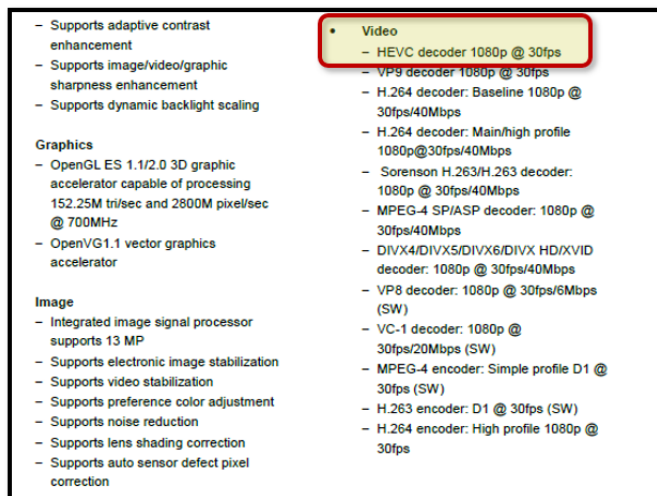 – Supports adaptive contrast
enhancement
– Supports image/video/graphic
sharpness enhancement
– Supports dynamic backlight scaling
Graphics
– OpenGL ES 1.1/2.0 3D graphic
accelerator capable of processing
152.25M tri/sec and 2800M pixel/sec
@ 700MHz
– OpenVG1.1 vector graphics
accelerator
Image
– Integrated image signal processor
supports 13 MP
– Supports electronic image stabilization
– Supports video stabilization
– Supports preference color adjustment
– Supports noise reduction
– Supports lens shading correction
– Supports auto sensor defect pixel
correction
• Video
– HEVC decoder 1080p @ 30fps
– VP9 decoder 1080p @ 30fps
– H.264 decoder: Baseline 1080p @
30fps/40Mbps
– H.264 decoder: Main/high profile
1080p@30fps/40Mbps
– Sorenson H.263/H.263 decoder:
1080p @ 30fps/40Mbps
– MPEG-4 SP/ASP decoder: 1080p @
30fps/40Mbps
– DIVX4/DIVX5/DIVX6/DIVX HD/XVID
decoder: 1080p @ 30fps/40Mbps
– VP8 decoder: 1080p @ 30fps/6Mbps
(SW)
– VC-1 decoder: 1080p @
30fps/20Mbps (SW)
– MPEG-4 encoder: Simple profile D1 @
30fps (SW)
– H.263 encoder: D1 @ 30fps (SW)
– H.264 encoder: High profile 1080p @
30fps